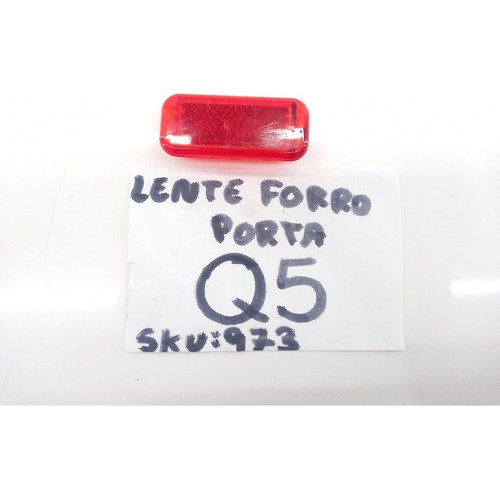 LENTE FORRO
PORTA
Q5
SKU:973